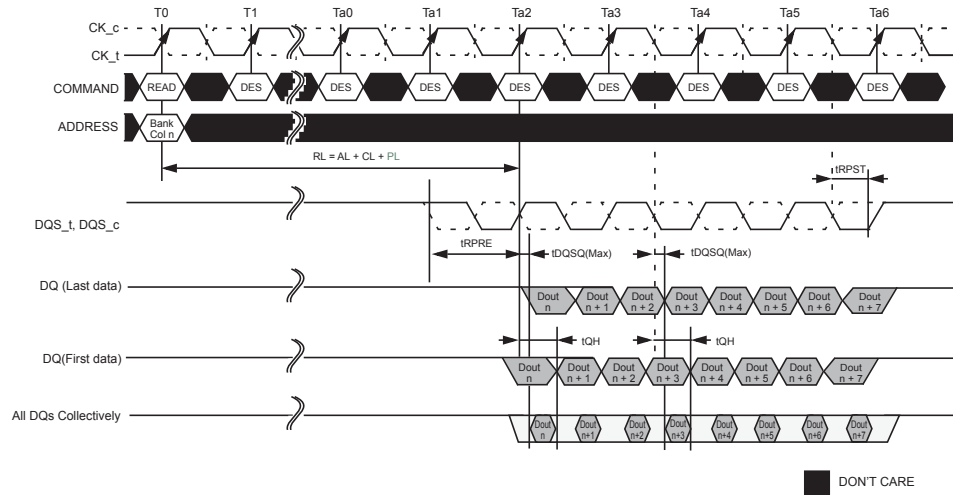 T0 T1 Ta0 Ta1 Ta2 Ta3 Ta4 Ta5 Ta6
CK_c
CK_t
COMMAND READ DES DES DES DES DES DES DES DES
ADDRESS Bank
Col n
RL = AL + CL + PL
tRPST
DQS_t, DQS_c
tRPRE tDQSQ(Max) tDQSQ(Max)
DQ (Last data) Dout Dout Dout Dout Dout Dout Dout Dout
n n + 1 n + 2 n + 3 n + 4 n + 5 n + 6 n + 7
tQH tQH
DQ(First data) Dout Dout Dout Dout Dout Dout Dout Dout
n n + 1 n + 2 n + 3 n + 4 n + 5 n + 6 n + 7
All DQs Collectively Dout Dout Dout Dout Dout Dout Dout Dout
n n+1 n+2 n+3 n+4 n+5 n+6 n+7
DON'T CARE